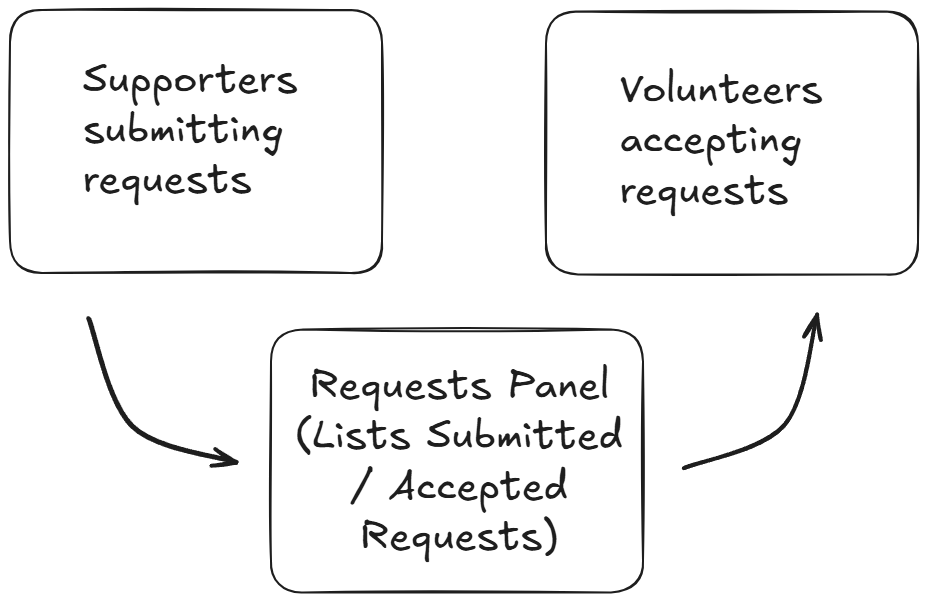 Supporters
submitting
requests
Volunteers
accepting
requests
Requests Panel
(Lists Submitted
/ Accepted
Requests)